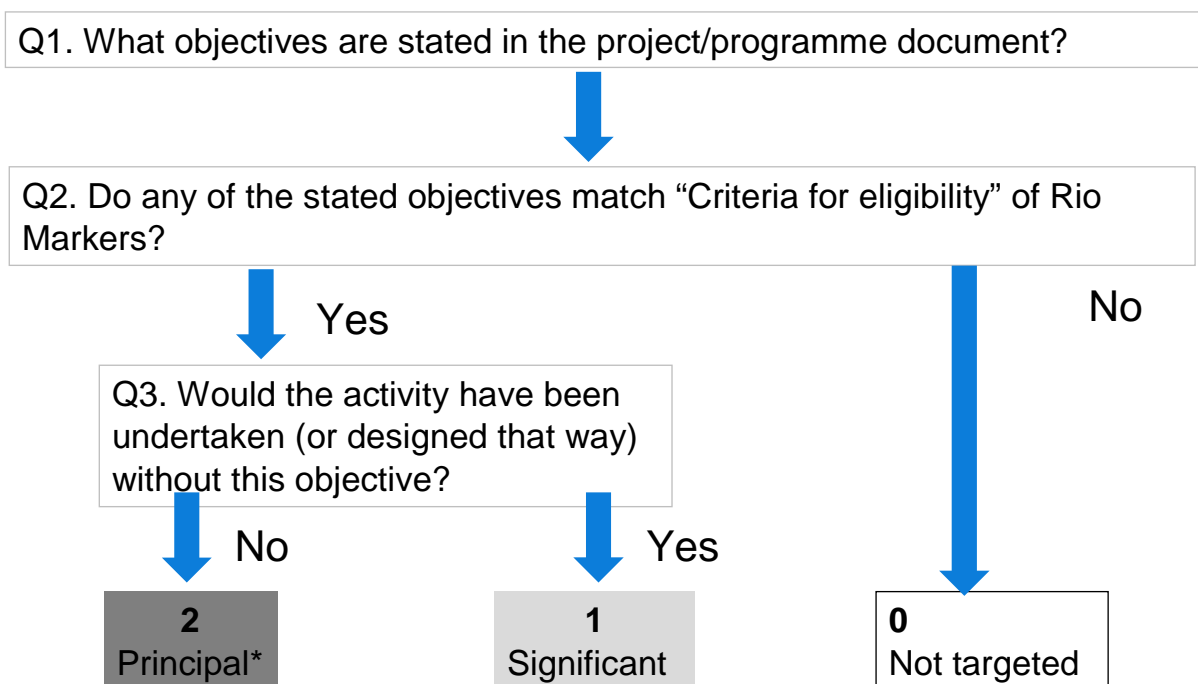 Q1. What objectives are stated in the project/programme document?
Q2. Do any of the stated objectives match “Criteria for eligibility” of Rio
Markers?
Yes
No
Q3. Would the activity have been
undertaken (or designed that way)
without this objective?
No
Yes
2
Principal*
1
Significant
0
Not targeted